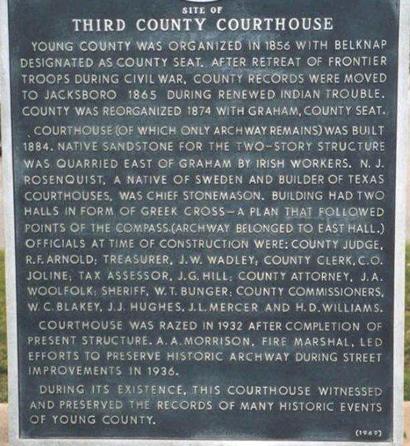 SITE OF
THIRD COUNTY COURTHOUSE
YOUNG COUNTY WAS ORGANIZED IN 1856 WITH BELKNAP
DESIGNATED AS COUNTY SEAT. AFTER RETREAT OF FRONTIER
TROOPS DURING CIVIL WAR, COUNTY RECORDS WERE MOVED
TO JACKSBORO 1865 DURING RENEWED INDIAN TROUBLE.
COUNTY WAS REORGANIZED 1874 WITH GRAHAM, COUNTY SEAT.
COURTHOUSE (OF WHICH ONLY ARCHWAY REMAINS) WAS BUILT
1884. NATIVE SANDSTONE FOR THE TWO-STORY STRUCTURE
WAS QUARRIED EAST OF GRAHAM BY IRISH WORKERS. N. J.
ROSENQUIST, A NATIVE OF SWEDEN AND BUILDER OF TEXAS
COURTHOUSES, WAS CHIEF STONEMASON. BUILDING HAD TWO
HALLS IN FORM OF GREEK CROSS—A PLAN THAT FOLLOWED
POINTS OF THE COMPASS. (ARCHWAY BELONGED TO EAST HALL.)
OFFICIALS AT TIME OF CONSTRUCTION WERE: COUNTY JUDGE,
R. F. ARNOLD; TREASURER, J. W. WADLEY; COUNTY CLERK, C. O.
JOLINE; TAX ASSESSOR, J. G. HILL; COUNTY ATTORNEY, J. A.
WOOLFOLK; SHERIFF, W. T. BUNGER; COUNTY COMMISSIONERS,
W. C. BLAKEY, J. J. HUGHES, J. L. MERCER AND H. D. WILLIAMS.
COURTHOUSE WAS RAZED IN 1932 AFTER COMPLETION OF
PRESENT STRUCTURE. A. A. MORRISON, FIRE MARSHAL, LED
EFFORTS TO PRESERVE HISTORIC ARCHWAY DURING STREET
IMPROVEMENTS IN 1936.
DURING ITS EXISTENCE, THIS COURTHOUSE WITNESSED
AND PRESERVED THE RECORDS OF MANY HISTORIC EVENTS
OF YOUNG COUNTY.
(1969)